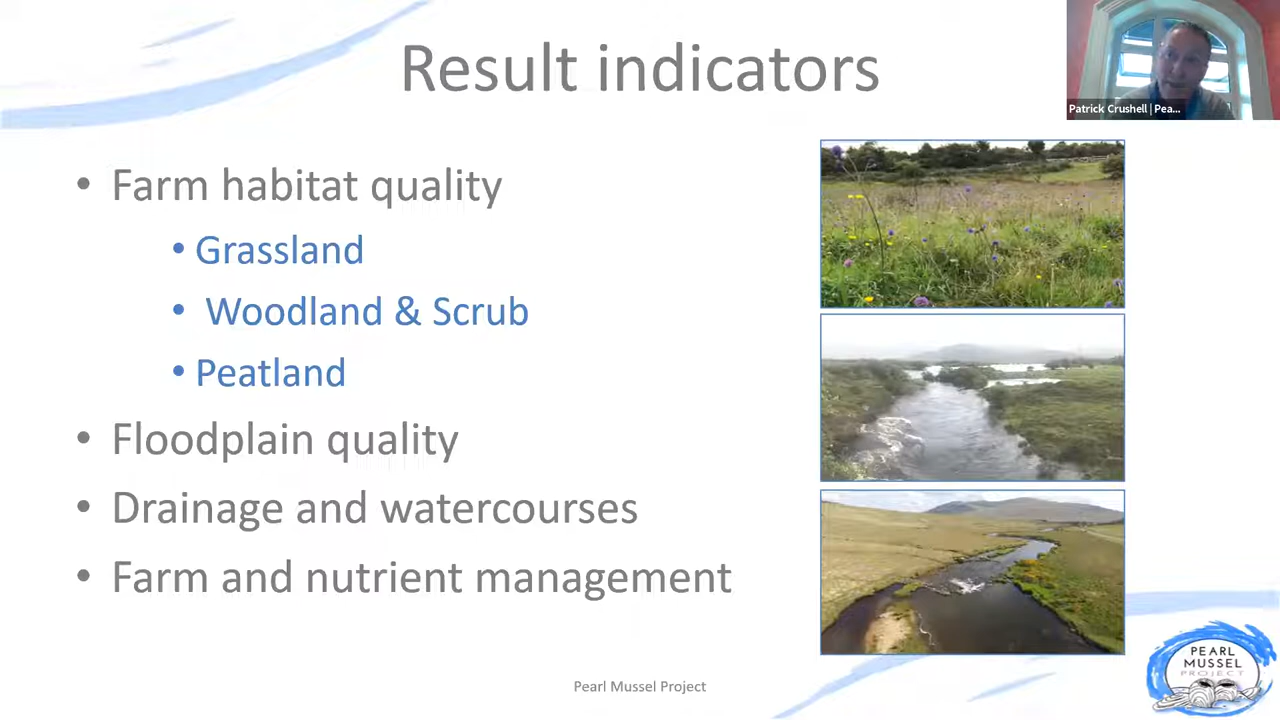 Result indicators
Patrick Crushell | Pea...
• Farm habitat quality
• Grassland
• Woodland & Scrub
• Peatland
• Floodplain quality
• Drainage and watercourses
• Farm and nutrient management
Pearl Mussel Project
PEARL
MUSSEL
PROJECT